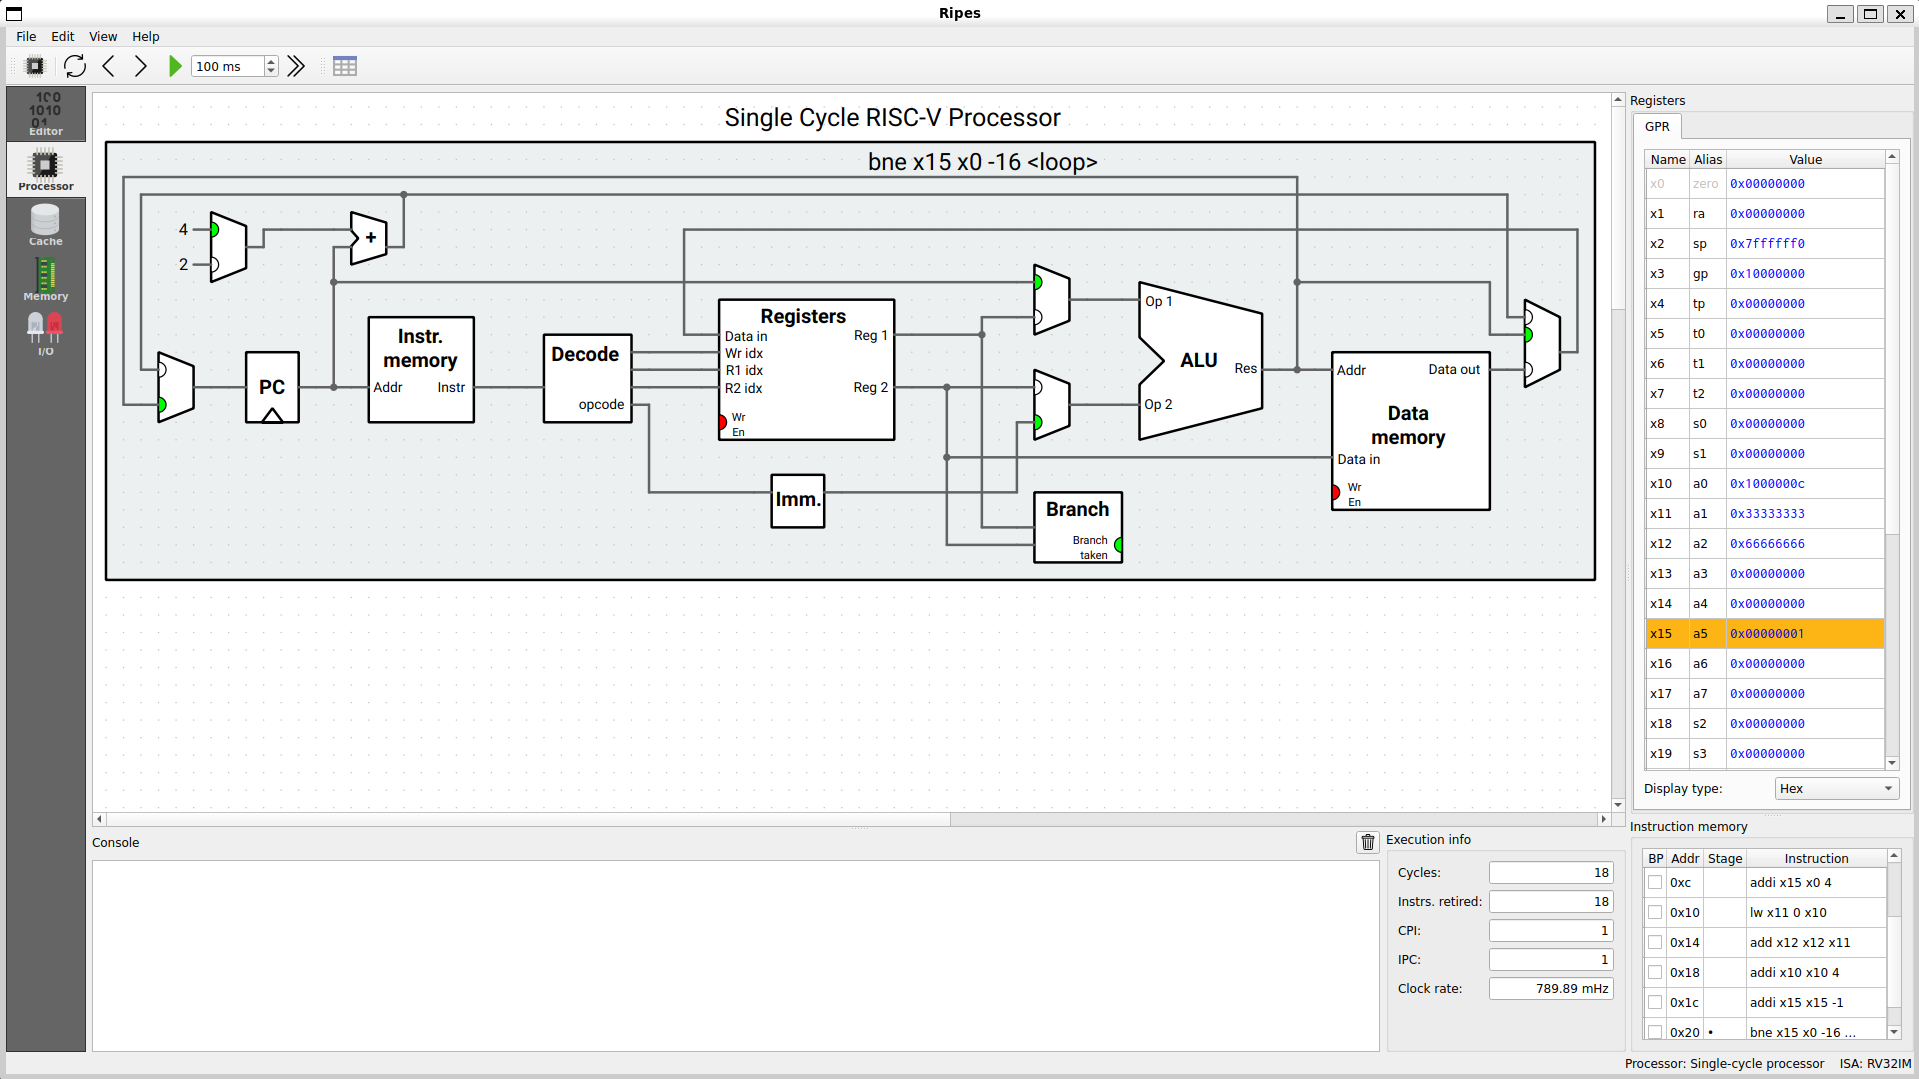 Ripes
File Edit View Help
100 ms
Editor
Processor
Cache
Memory
I/O
Single Cycle RISC-V Processor
bne x15 x0 -16 <loop>
4
2
+
PC
Instr. memory
Addr Instr
Decode
opcode
Registers
Data in Reg 1
Wr idx
R1 idx
R2 idx Reg 2
Wr En
Imm.
Op 1
ALU
Res
Op 2
Branch
Branch taken
Addr Data out
Data memory
Data in
Wr En
Registers
GPR
Name Alias Value
x0 zero 0x00000000
x1 ra 0x00000000
x2 sp 0x7ffffff0
x3 gp 0x10000000
x4 tp 0x00000000
x5 t0 0x00000000
x6 t1 0x00000000
x7 t2 0x00000000
x8 s0 0x00000000
x9 s1 0x00000000
x10 a0 0x1000000c
x11 a1 0x33333333
x12 a2 0x66666666
x13 a3 0x00000000
x14 a4 0x00000000
x15 a5 0x00000001
x16 a6 0x00000000
x17 a7 0x00000000
x18 s2 0x00000000
x19 s3 0x00000000
Display type: Hex
Console
Execution info
Cycles: 18
Instrs. retired: 18
CPI: 1
IPC: 1
Clock rate: 789.89 mHz
Instruction memory
BP Addr Stage Instruction
0xc addi x15 x0 4
0x10 lw x11 0 x10
0x14 add x12 x12 x11
0x18 addi x10 x10 4
0x1c addi x15 x15 -1
0x20 • bne x15 x0 -16 ...
Processor: Single-cycle processor ISA: RV32IM